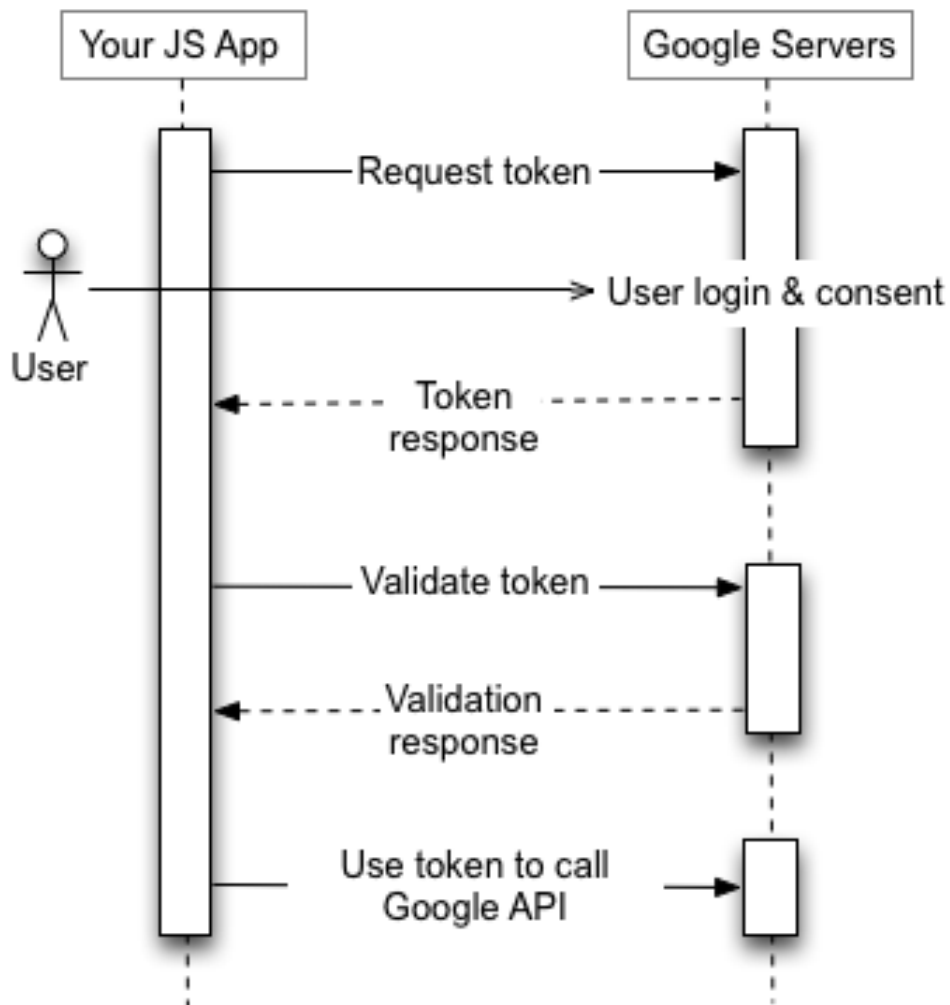 Your JS App
Google Servers
Request token
User login & consent
User
Token
response
Validate token
Validation
response
Use token to call
Google API